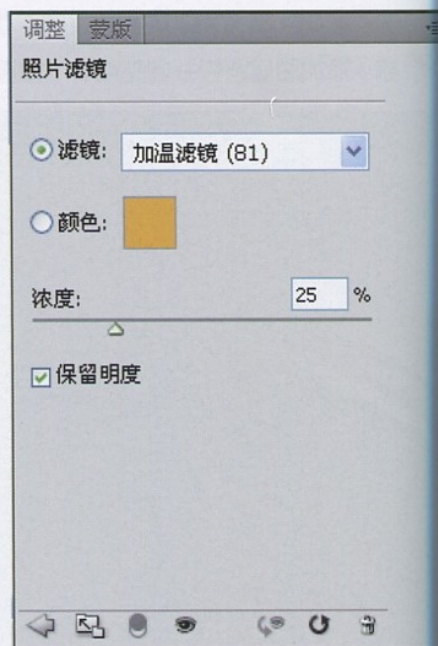 调整 蒙版
照片滤镜
滤镜: 加温滤镜 (81)
颜色:
浓度: 25 %
保留明度